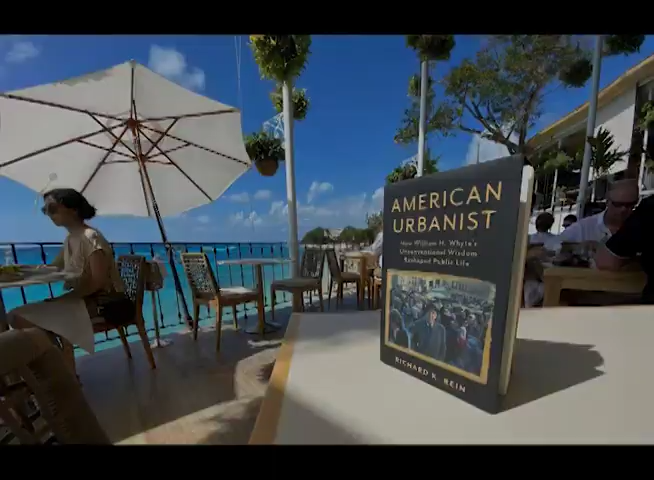 AMERICAN
URBANIST
How William H. Whyte's
Unconventional Wisdom
Reshaped Public Life
RICHARD K. REIN